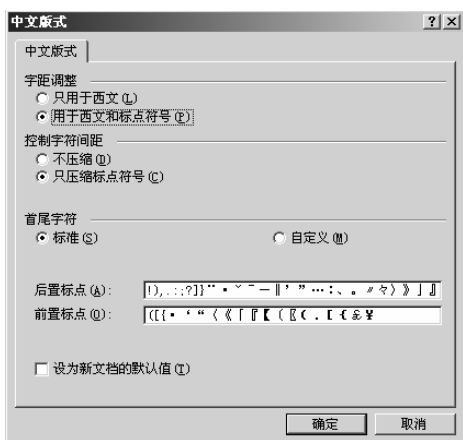 中文版式
中文版式
字距调整
只用于西文(L)
用于西文和标点符号(P)
控制字符间距
不压缩(D)
只压缩标点符号(C)
首尾字符
标准(S) 自定义(M)
后置标点(A): !),.:;?]}¨·ˇˉ―‖’”…∶、。〃々〉》」』
前置标点(O): ([{·‘“〈《「『【〔〖(.[{£¥
设为新文档的默认值(T)
确定 取消